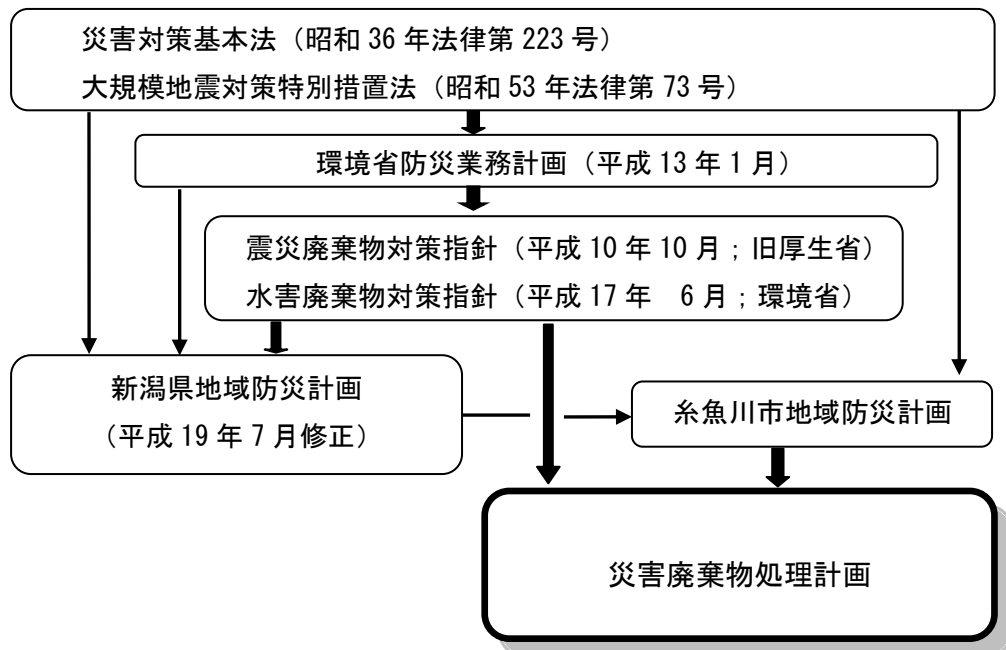 災害対策基本法（昭和 36 年法律第 223 号）
大規模地震対策特別措置法（昭和 53 年法律第 73 号）
環境省防災業務計画（平成 13 年 1 月）
震災廃棄物対策指針（平成 10 年 10 月；旧厚生省）
水害廃棄物対策指針（平成 17 年　6 月；環境省）
新潟県地域防災計画
（平成 19 年 7 月修正）
糸魚川市地域防災計画
災害廃棄物処理計画